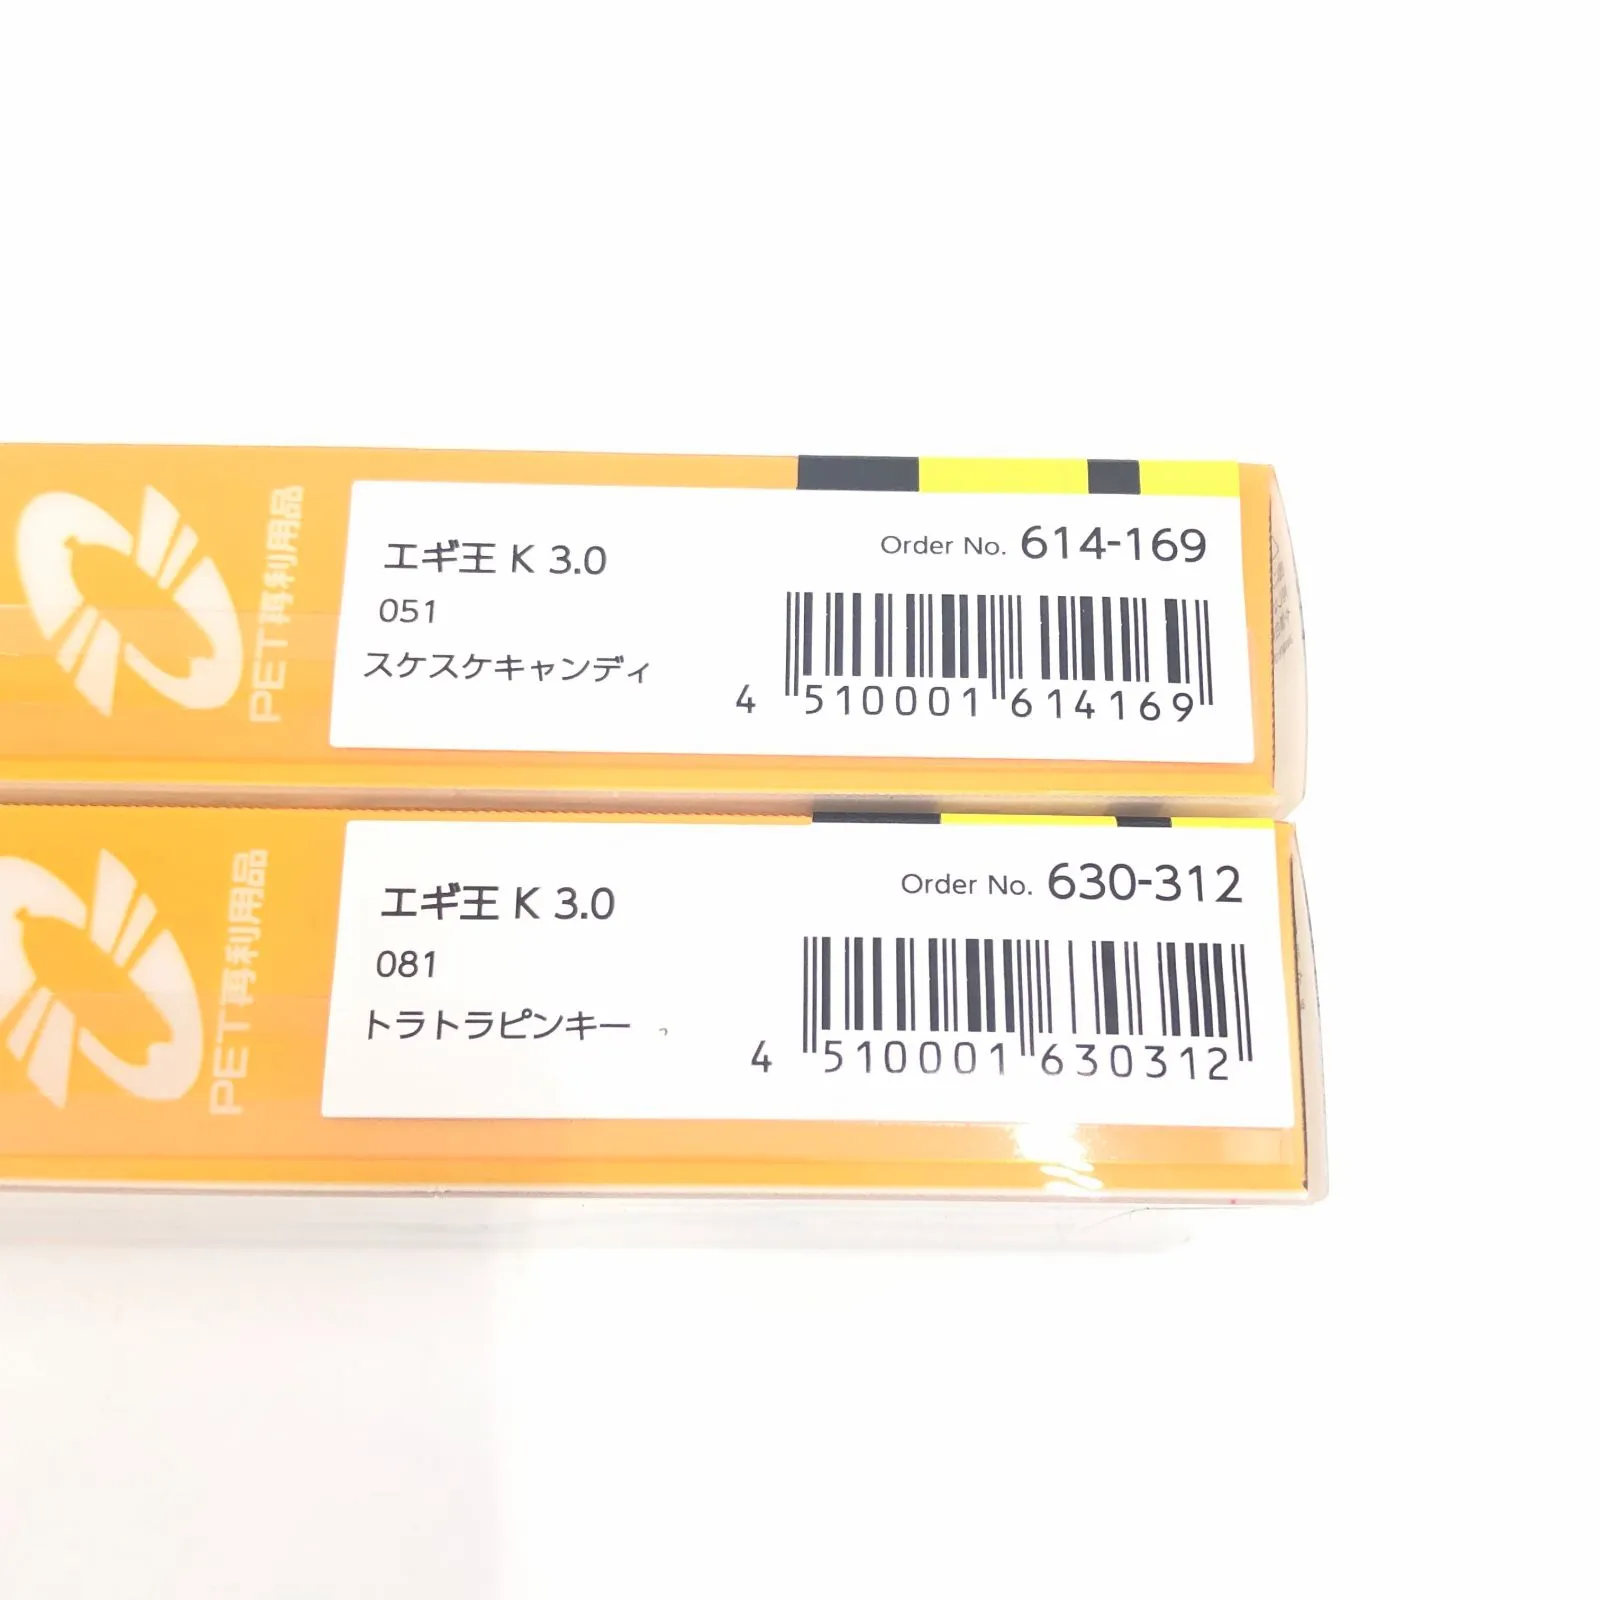 PET再利用品
エギ王 K 3.0
Order No. 614-169
051
スケスケキャンディ
4 510001 614169
PET再利用品
エギ王 K 3.0
Order No. 630-312
081
トラトラピンキー
4 510001 630312